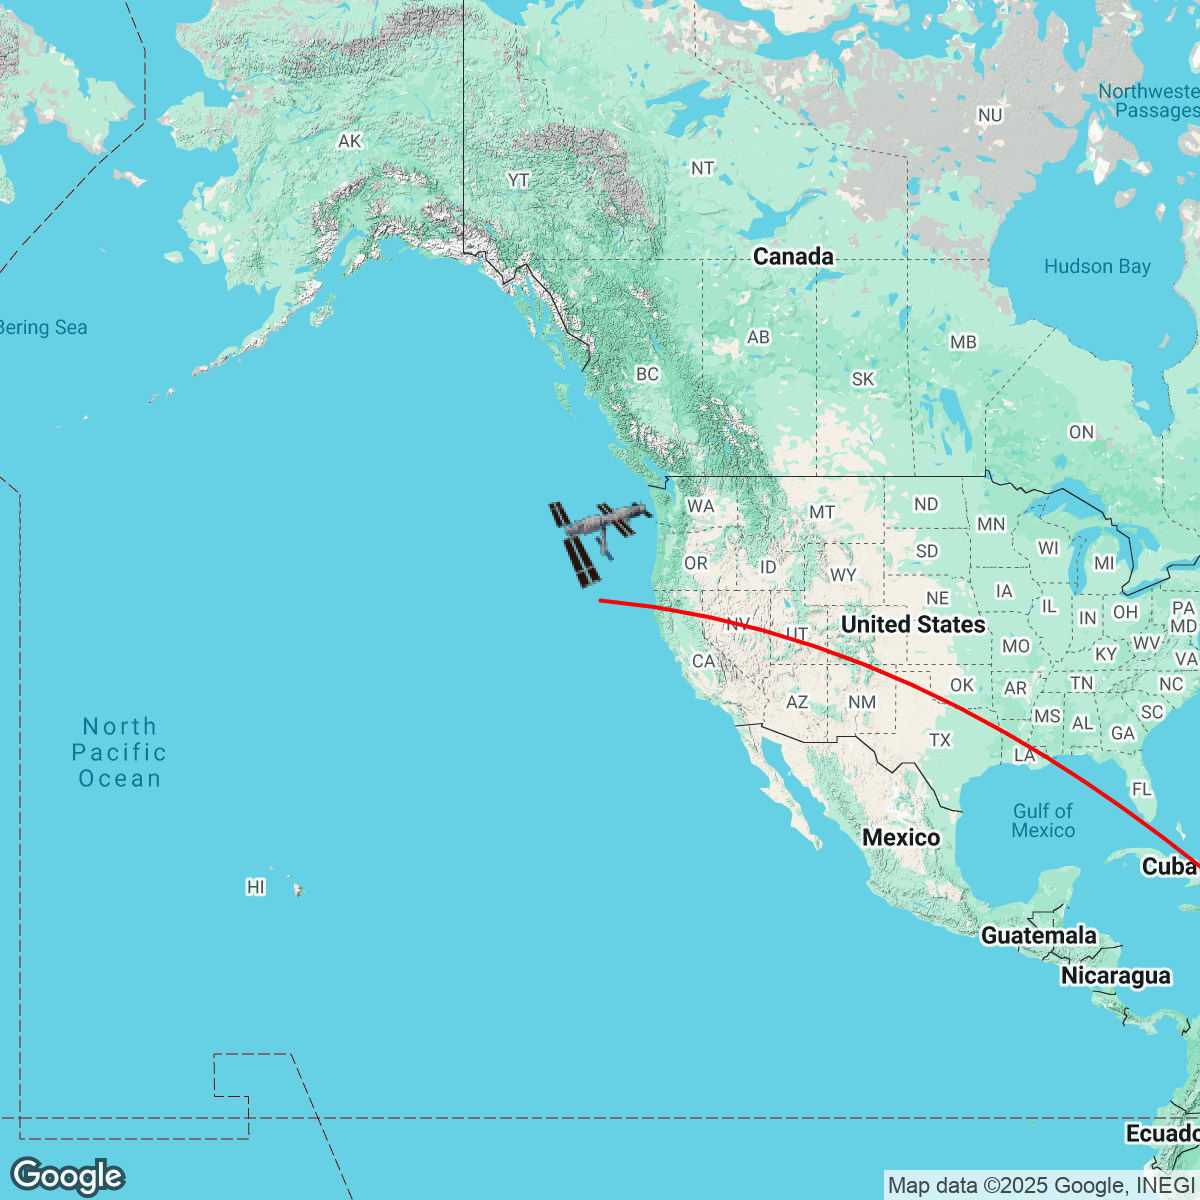 Northweste
Passages
NU
AK
NT
YT
Canada
Hudson Bay
Bering Sea
AB
MB
BC
SK
ON
WA
MT
ND
MN
WI
SD
MI
OR
ID
WY
NE
IA
IL
IN
OH
PA
NV
UT
United States
MD
WV
MO
KY
VA
CA
OK
AR
TN
NC
AZ
NM
MS
AL
SC
GA
TX
LA
North
Pacific
Ocean
FL
Gulf of
Mexico
Mexico
Cuba
HI
Guatemala
Nicaragua
Ecuado
Google
Map data ©2025 Google, INEGI